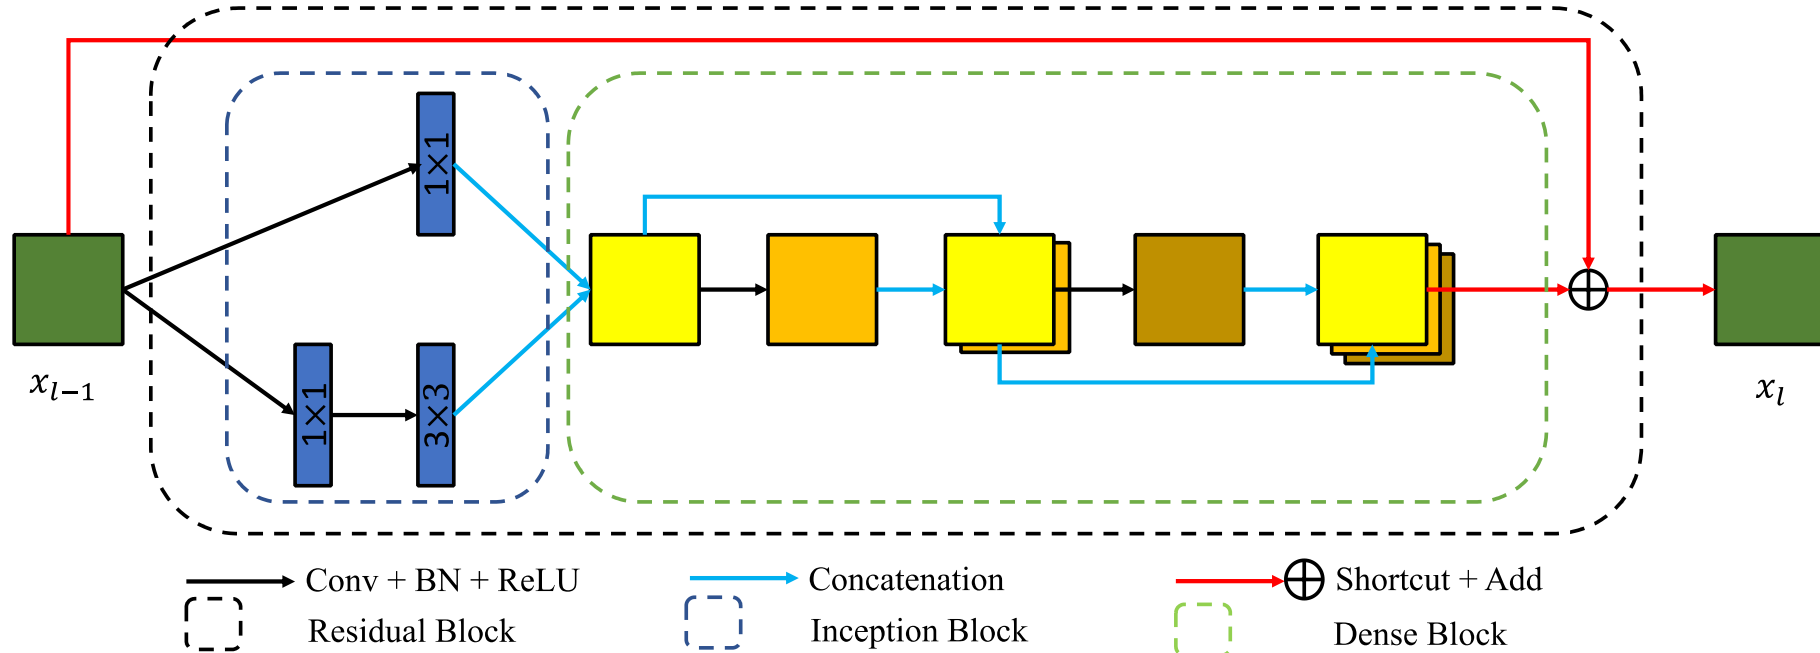 1×1
1×1
3×3
x_{l−1}
x_l
Conv + BN + ReLU
Concatenation
Shortcut + Add
Residual Block
Inception Block
Dense Block